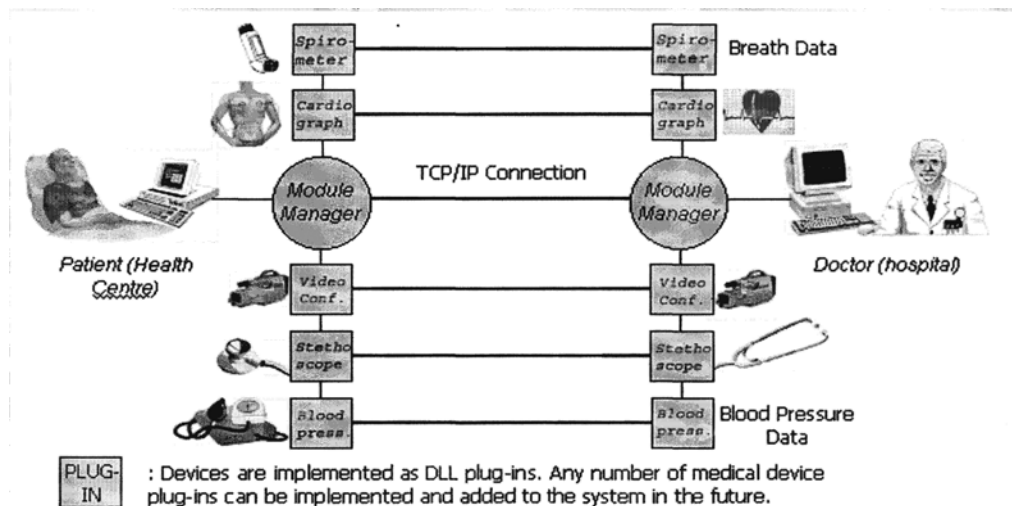 Spiro-
meter
Spiro-
meter
Breath Data
Cardio
graph
Cardio
graph
TCP/IP Connection
Module
Manager
Module
Manager
Patient (Health
Centre)
Doctor (hospital)
Video
Conf.
Video
Conf.
Stetho
scope
Stetho
scope
Blood
press.
Blood
press.
Blood Pressure
Data
PLUG-
IN
: Devices are implemented as DLL plug-ins. Any number of medical device
plug-ins can be implemented and added to the system in the future.